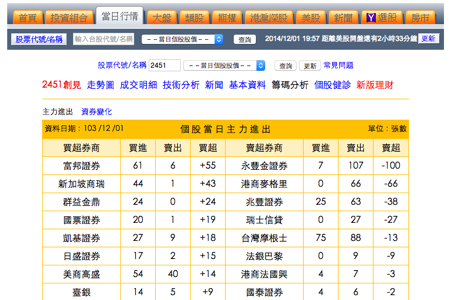 首頁 投資組合 當日行情 大盤 類股 期權 港滬深股 美股 新聞 Y 選股 房市
股票代號/名稱 輸入台股代號/名稱 - - 當日個股股價 查詢 2014/12/01 19:57 距離美股開盤還有2小時33分鐘 更新
股票代號/名稱 2451 - - 當日個股股價 - - 查詢 更新 常見問題
2451創見 走勢圖 成交明細 技術分析 新聞 基本資料 籌碼分析 個股健診 新版理財
主力進出 資券變化
資料日期：103 /12 /01 個股當日主力進出 單位：張數
買超券商 買進 賣出 買超 賣超券商 買進 賣出 賣超
富邦證券 61 6 +55 永豐金證券 7 107 -100
新加坡商瑞 44 1 +43 港商麥格里 0 66 -66
群益金鼎 24 0 +24 兆豐證券 25 63 -38
國票證券 20 1 +19 瑞士信貸 0 27 -27
凱基證券 27 9 +18 台灣摩根士 75 88 -13
日盛證券 17 2 +15 法銀巴黎 0 9 -9
美商高盛 54 40 +14 港商法國興 4 7 -3
臺銀 14 5 +9 國泰證券 4 6 -2